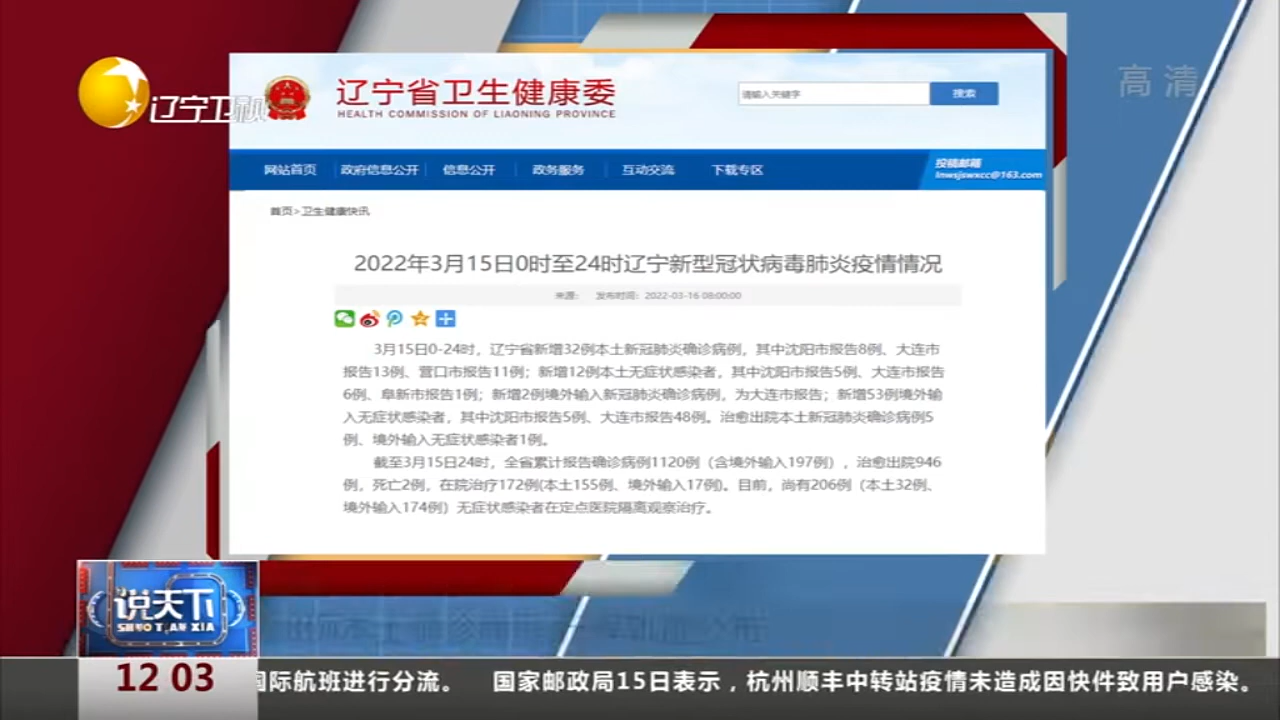 高清
辽宁卫视
辽宁省卫生健康委
HEALTH COMMISSION OF LIAONING PROVINCE
请输入关键字
搜索
网站首页 政府信息公开 信息公开 政务服务 互动交流 下载专区
投稿邮箱
lnwsjswxcc@163.com
首页>卫生健康快讯
2022年3月15日0时至24时辽宁新型冠状病毒肺炎疫情情况
来源： 发布时间：2022-03-16 08:00:00
3月15日0-24时，辽宁省新增32例本土新冠肺炎确诊病例，其中沈阳市报告8例、大连市
报告13例、营口市报告11例；新增12例本土无症状感染者，其中沈阳市报告5例、大连市报告
6例、阜新市报告1例；新增2例境外输入新冠肺炎确诊病例，为大连市报告；新增53例境外输
入无症状感染者，其中沈阳市报告5例、大连市报告48例。治愈出院本土新冠肺炎确诊病例5
例、境外输入无症状感染者1例。
截至3月15日24时，全省累计报告确诊病例1120例（含境外输入197例），治愈出院946
例，死亡2例，在院治疗172例(本土155例、境外输入17例)。目前，尚有206例（本土32例、
境外输入174例）无症状感染者在定点医院隔离观察治疗。
说天下
SHUO TIAN XIA
12 03
国际航班进行分流。 国家邮政局15日表示，杭州顺丰中转站疫情未造成因快件致用户感染。